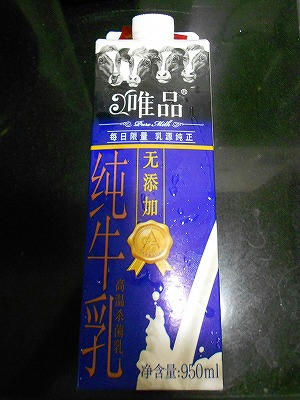 唯品®
Pure Milk
每日限量 乳源纯正
无添加
纯牛乳
高温杀菌乳
净含量:950ml